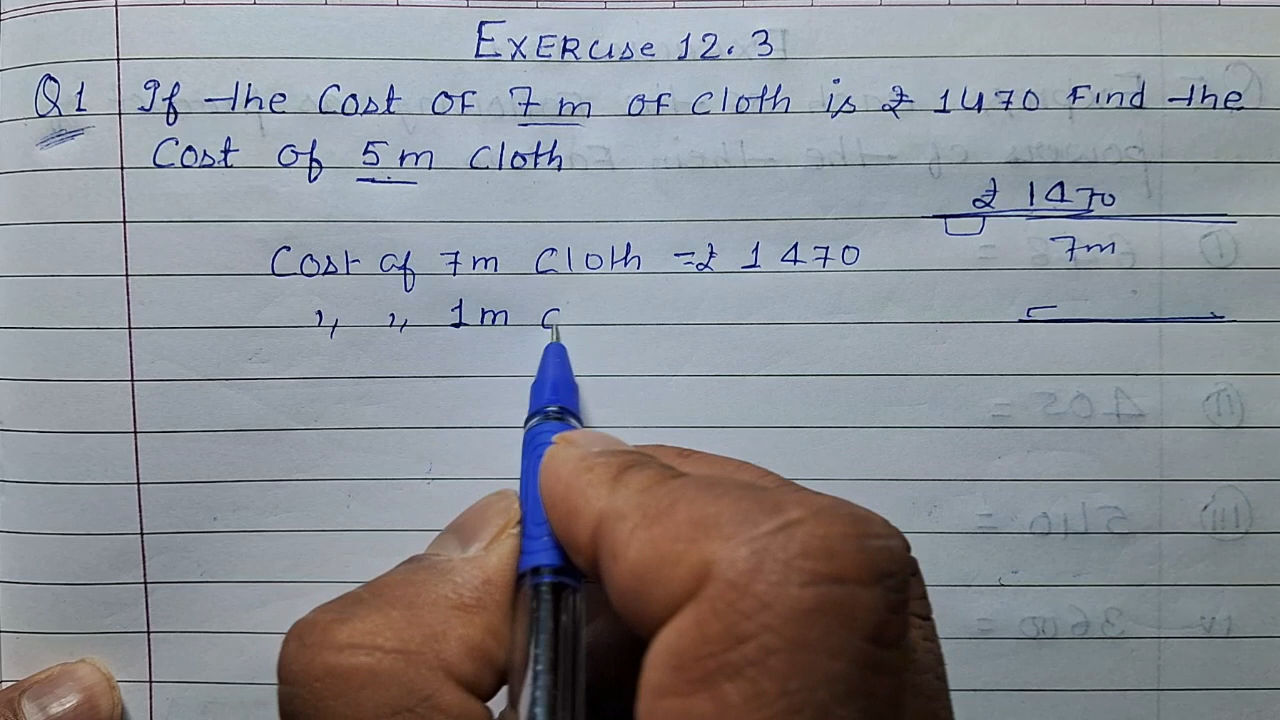 EXERCISE 12.3
Q1 If the Cost OF 7 m of Cloth is ₹ 1470 Find the
Cost of 5 m Cloth
₹ 1470
7m
Cost of 7m Cloth = ₹ 1470
,, ,, 1m C